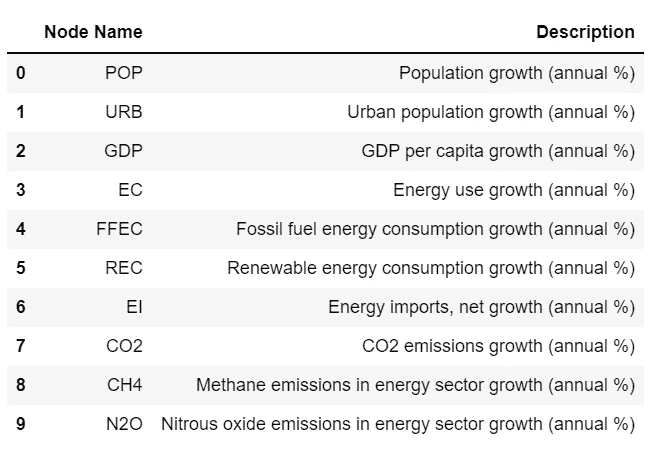 Node Name Description
0 POP Population growth (annual %)
1 URB Urban population growth (annual %)
2 GDP GDP per capita growth (annual %)
3 EC Energy use growth (annual %)
4 FFEC Fossil fuel energy consumption growth (annual %)
5 REC Renewable energy consumption growth (annual %)
6 EI Energy imports, net growth (annual %)
7 CO2 CO2 emissions growth (annual %)
8 CH4 Methane emissions in energy sector growth (annual %)
9 N2O Nitrous oxide emissions in energy sector growth (annual %)